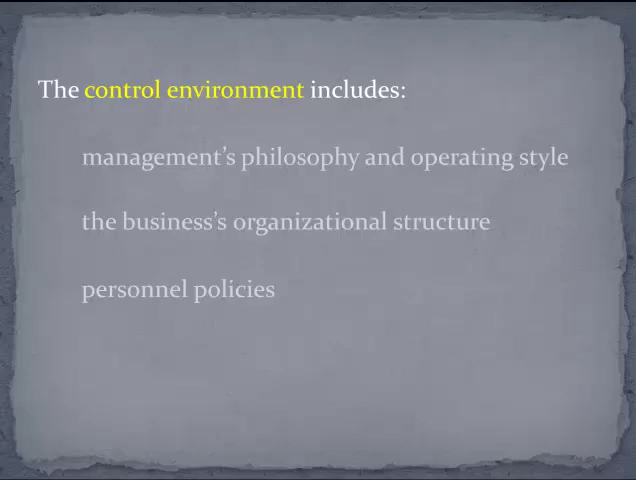 The control environment includes:
management's philosophy and operating style
the business's organizational structure
personnel policies